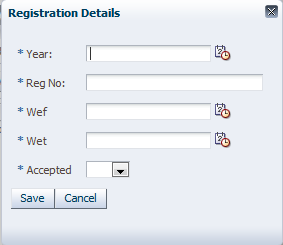 Registration Details
* Year:
* Reg No:
* Wef
* Wet
* Accepted
Save Cancel